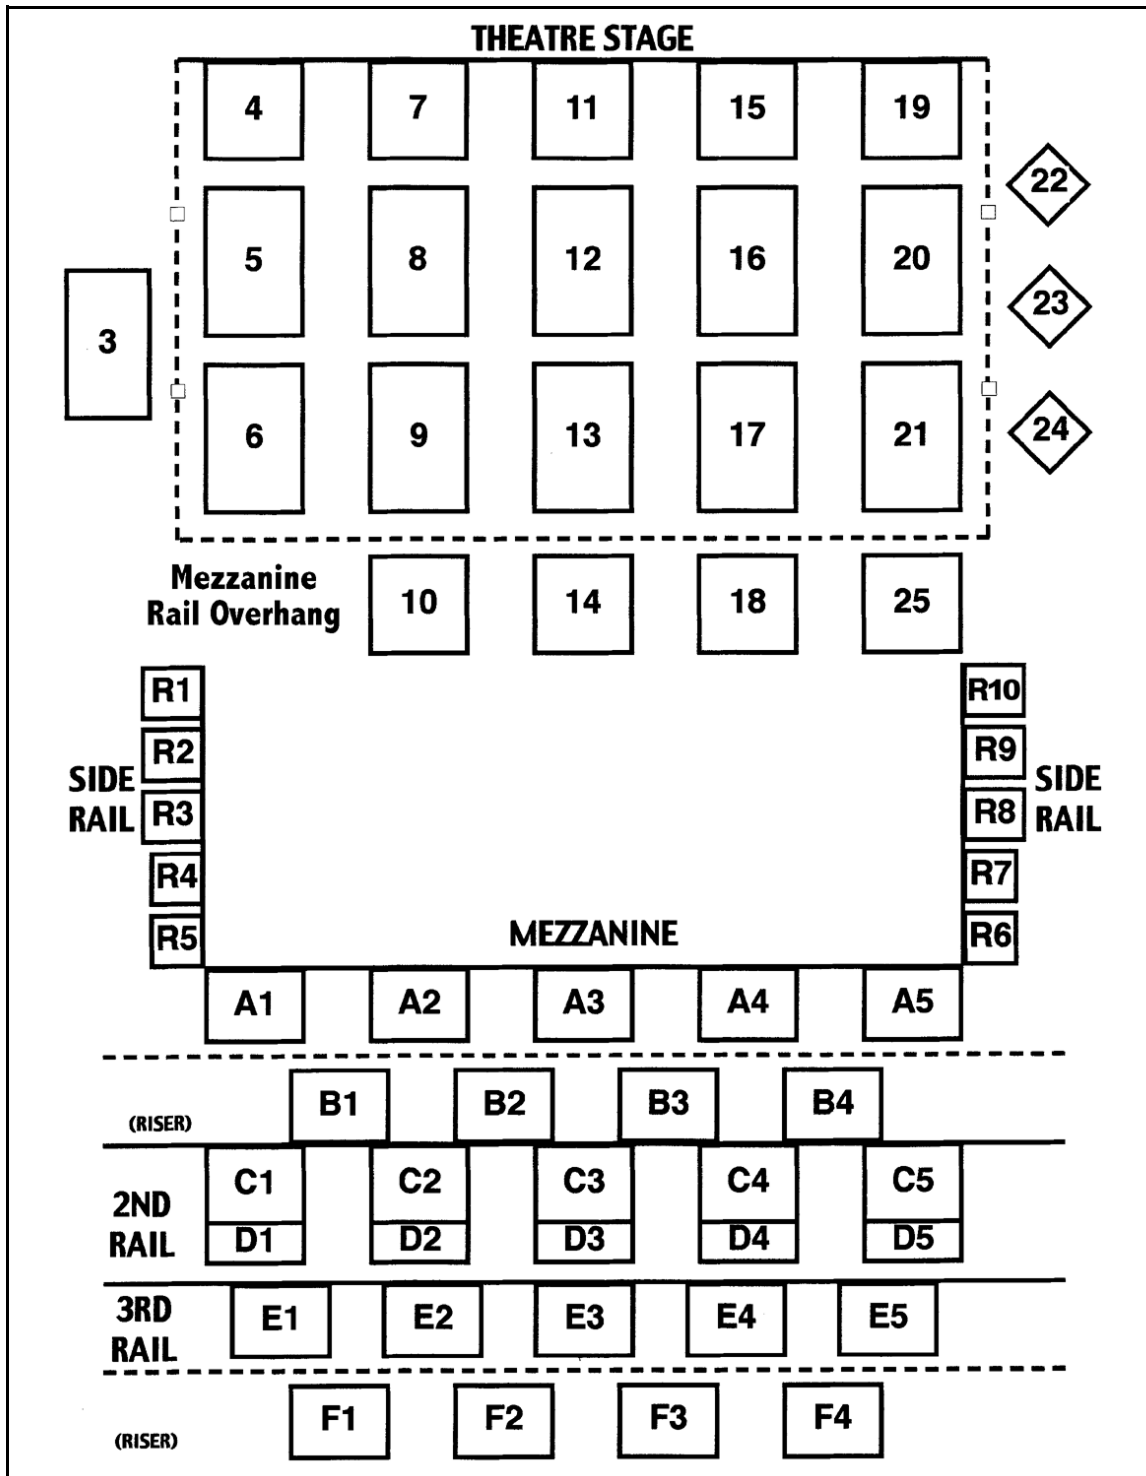 THEATRE STAGE
4 7 11 15 19
22
5 8 12 16 20
23
3
6 9 13 17 21
24
Mezzanine
Rail Overhang
10 14 18 25
R1 R10
R2 R9
SIDE
RAIL
R3 R8
SIDE
RAIL
R4 R7
R5 R6
MEZZANINE
A1 A2 A3 A4 A5
(RISER) B1 B2 B3 B4
C1 C2 C3 C4 C5
2ND
RAIL
D1 D2 D3 D4 D5
3RD
RAIL
E1 E2 E3 E4 E5
F1 F2 F3 F4
(RISER)